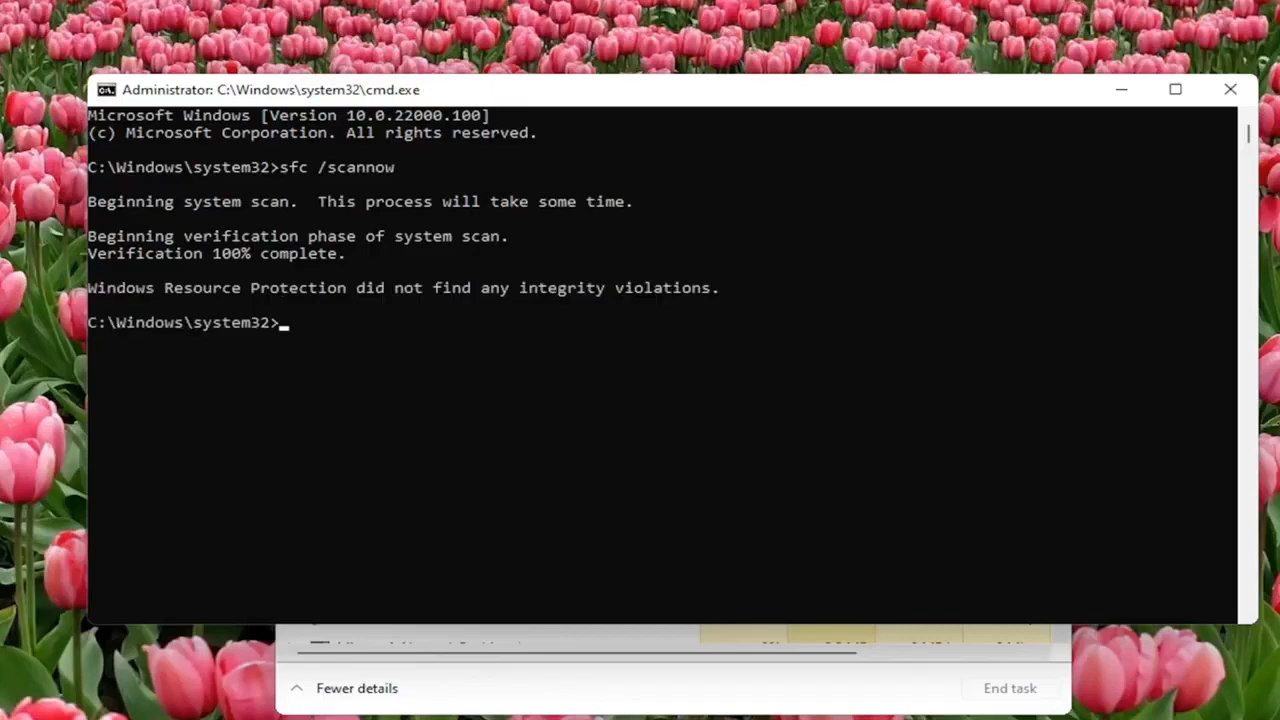 Administrator: C:\Windows\system32\cmd.exe
Microsoft Windows [Version 10.0.22000.100]
(c) Microsoft Corporation. All rights reserved.
C:\Windows\system32>sfc /scannow
Beginning system scan.  This process will take some time.
Beginning verification phase of system scan.
Verification 100% complete.
Windows Resource Protection did not find any integrity violations.
C:\Windows\system32>
Fewer details
End task